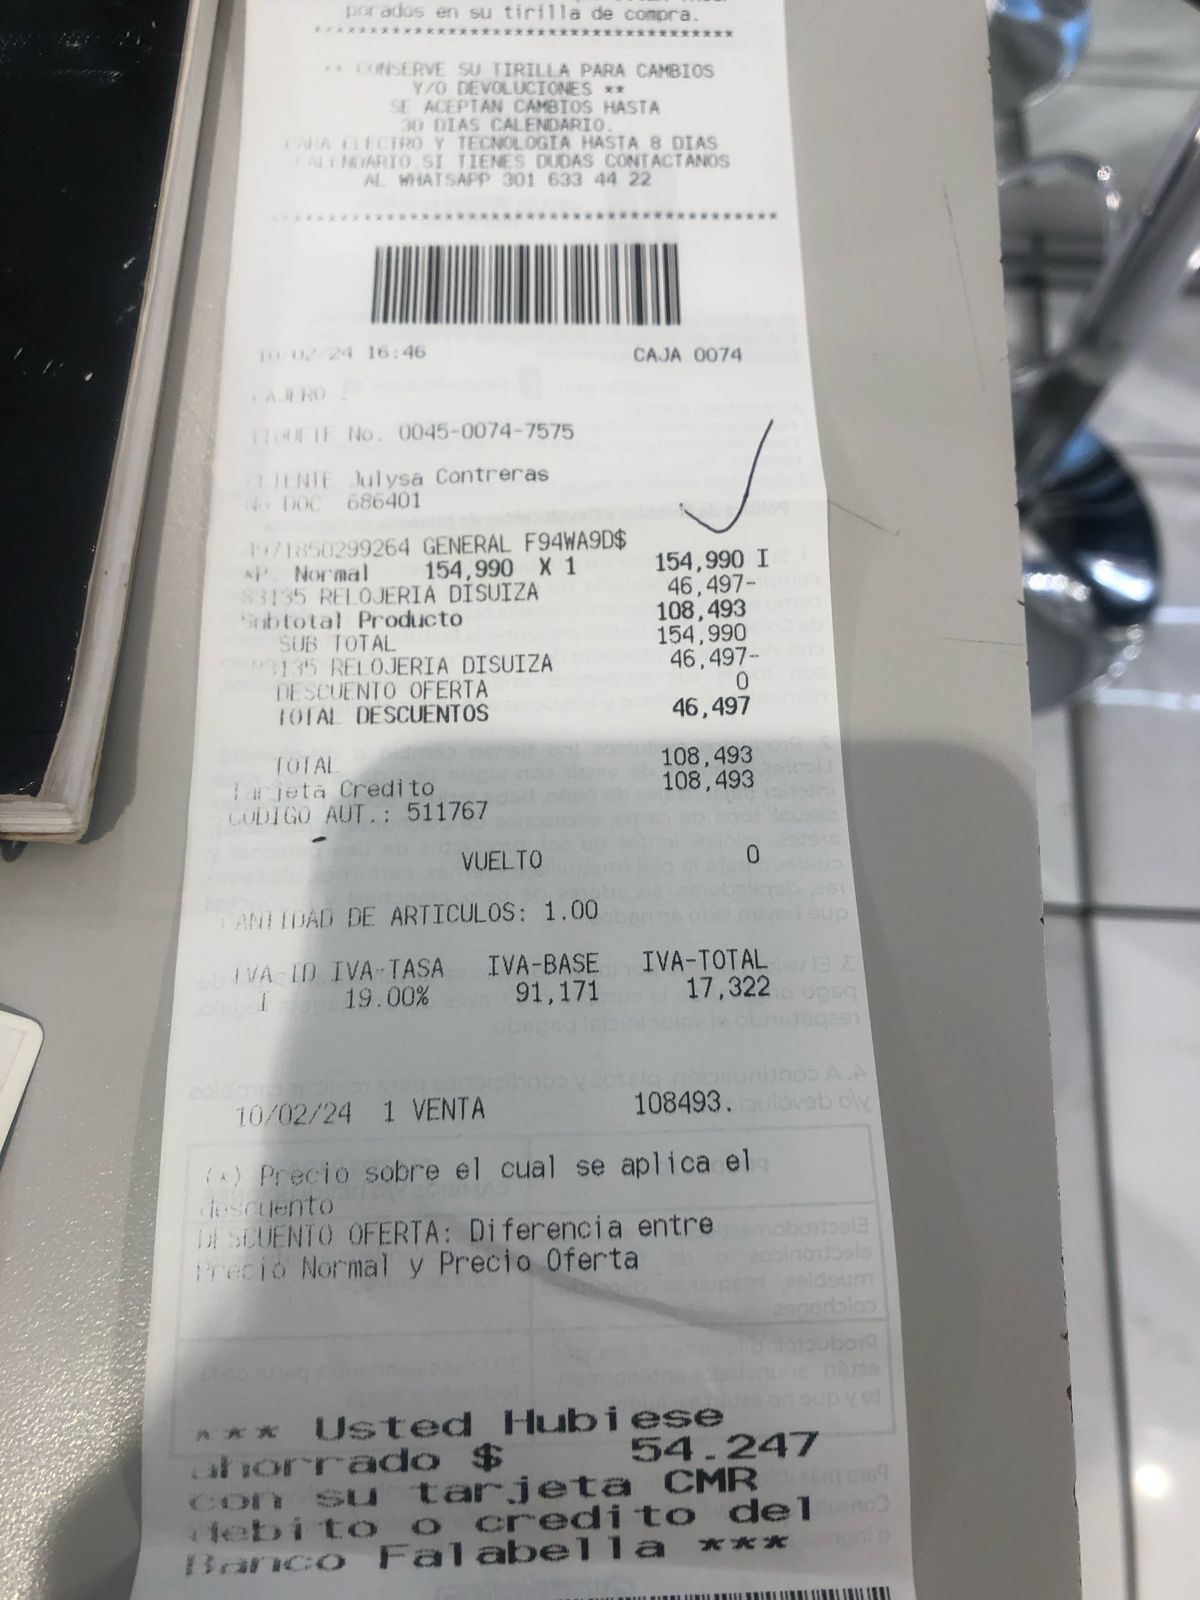 porados en su tirilla de compra.
**************************************
** CONSERVE SU TIRILLA PARA CAMBIOS
Y/O DEVOLUCIONES **
SE ACEPTAN CAMBIOS HASTA
30 DIAS CALENDARIO.
PARA ELECTRO Y TECNOLOGIA HASTA 8 DIAS
CALENDARIO.SI TIENES DUDAS CONTACTANOS
AL WHATSAPP 301 633 44 22
**************************************
10/02/24 16:46 CAJA 0074
CAJERO :
TIQUETE No. 0045-0074-7575
CLIENTE Julysa Contreras
No DOC 686401
4971850299264 GENERAL F94WA9D$
*P. Normal 154,990 X 1 154,990 I
93135 RELOJERIA DISUIZA 46,497-
Subtotal Producto 108,493
SUB TOTAL 154,990
93135 RELOJERIA DISUIZA 46,497-
DESCUENTO OFERTA 0
TOTAL DESCUENTOS 46,497
TOTAL 108,493
Tarjeta Credito 108,493
CODIGO AUT.: 511767
VUELTO 0
CANTIDAD DE ARTICULOS: 1.00
IVA-ID IVA-TASA IVA-BASE IVA-TOTAL
I 19.00% 91,171 17,322
10/02/24 1 VENTA 108493.
(*) Precio sobre el cual se aplica el
descuento
DESCUENTO OFERTA: Diferencia entre
Precio Normal y Precio Oferta
*** Usted Hubiese
ahorrado $ 54.247
con su tarjeta CMR
debito o credito del
Banco Falabella ***